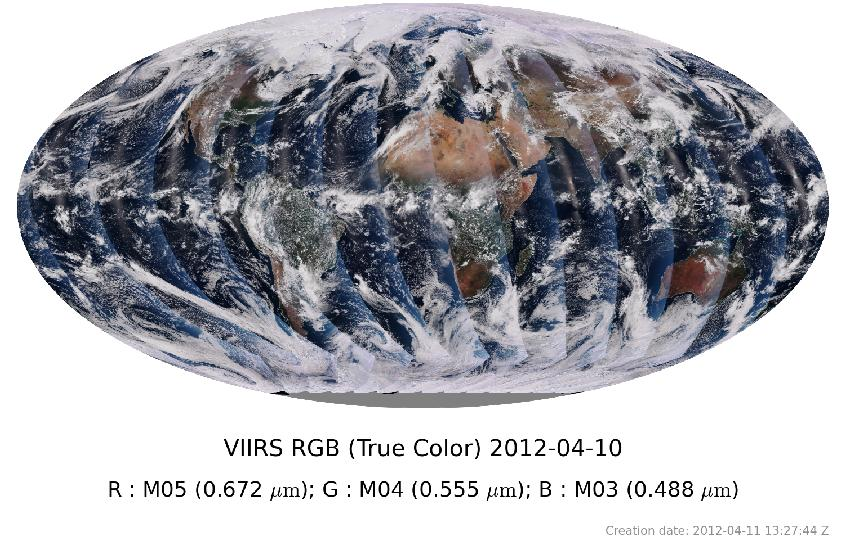 VIIRS RGB (True Color) 2012-04-10
R : M05 (0.672 μm); G : M04 (0.555 μm); B : M03 (0.488 μm)
Creation date: 2012-04-11 13:27:44 Z